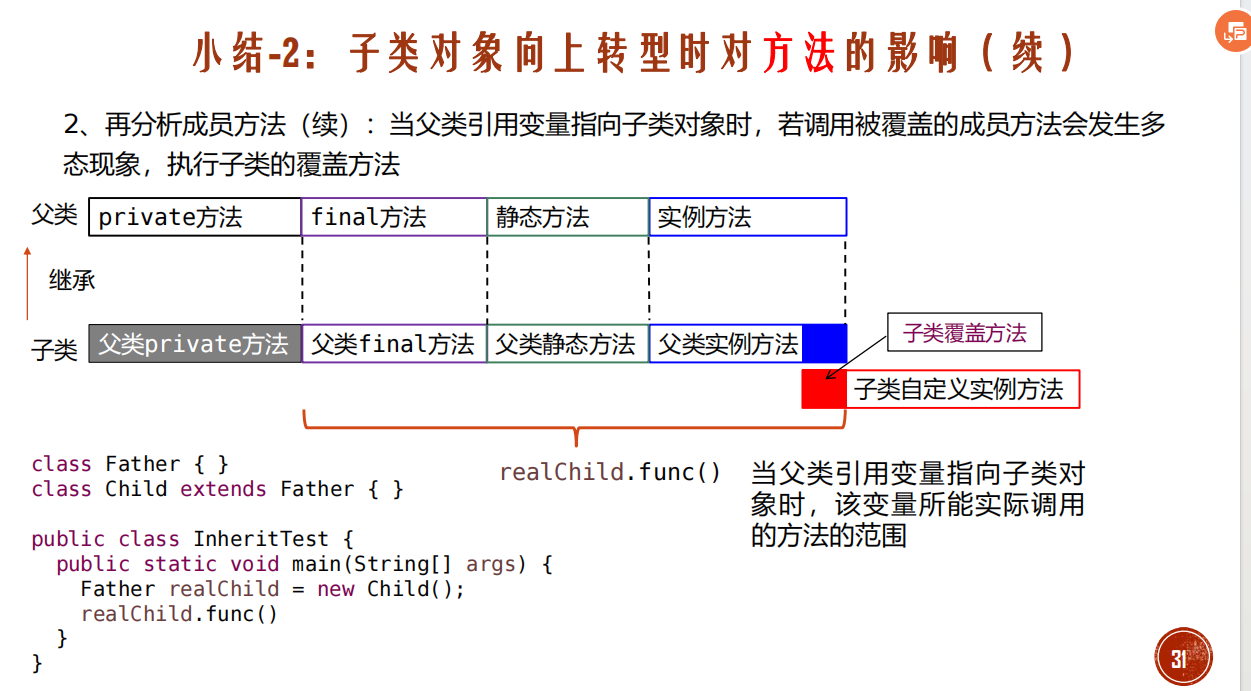 小结-2：子类对象向上转型时对方法的影响（续）
2、再分析成员方法（续）：当父类引用变量指向子类对象时，若调用被覆盖的成员方法会发生多
态现象，执行子类的覆盖方法
父类 private方法 final方法 静态方法 实例方法
继承
子类 父类private方法 父类final方法 父类静态方法 父类实例方法
子类覆盖方法
子类自定义实例方法
class Father { }
class Child extends Father { }
public class InheritTest {
public static void main(String[] args) {
Father realChild = new Child();
realChild.func()
}
}
realChild.func()
当父类引用变量指向子类对
象时，该变量所能实际调用
的方法的范围
31